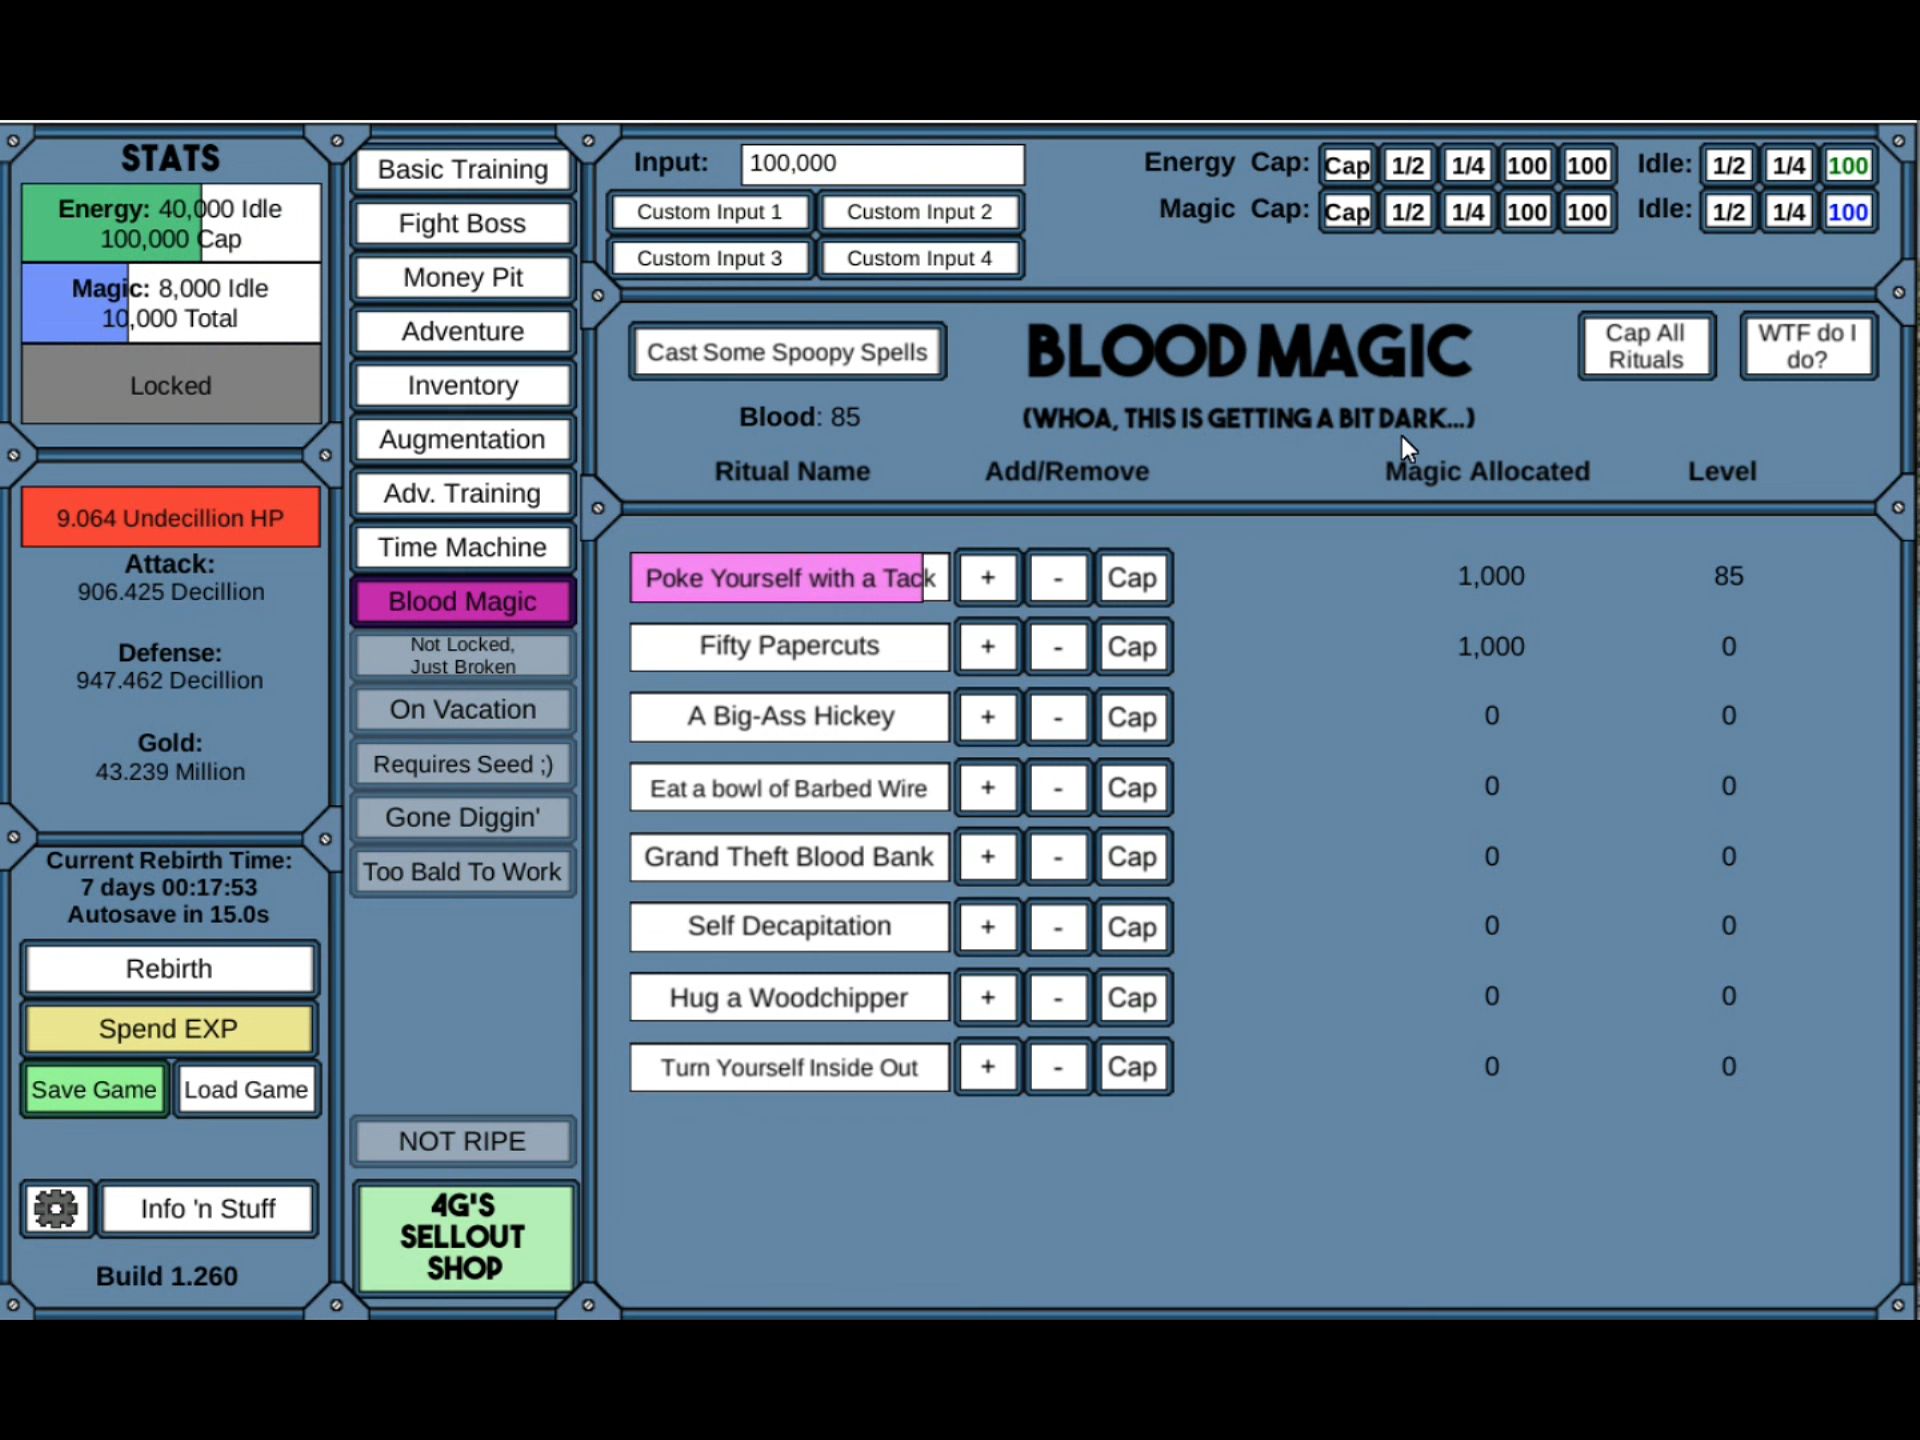 STATS
Energy: 40,000 Idle
100,000 Cap
Magic: 8,000 Idle
10,000 Total
Locked
9.064 Undecillion HP
Attack:
906.425 Decillion
Defense:
947.462 Decillion
Gold:
43.239 Million
Current Rebirth Time:
7 days 00:17:53
Autosave in 15.0s
Rebirth
Spend EXP
Save Game Load Game
Info 'n Stuff
Build 1.260
Basic Training
Fight Boss
Money Pit
Adventure
Inventory
Augmentation
Adv. Training
Time Machine
Blood Magic
Not Locked,
Just Broken
On Vacation
Requires Seed ;)
Gone Diggin'
Too Bald To Work
NOT RIPE
4G'S
SELLOUT
SHOP
Input: 100,000
Custom Input 1 Custom Input 2
Custom Input 3 Custom Input 4
Energy Cap: Cap 1/2 1/4 100 100 Idle: 1/2 1/4 100
Magic Cap: Cap 1/2 1/4 100 100 Idle: 1/2 1/4 100
Cast Some Spoopy Spells
BLOOD MAGIC
Cap All
Rituals
WTF do I
do?
Blood: 85
(WHOA, THIS IS GETTING A BIT DARK...)
Ritual Name Add/Remove Magic Allocated Level
Poke Yourself with a Tack + - Cap 1,000 85
Fifty Papercuts + - Cap 1,000 0
A Big-Ass Hickey + - Cap 0 0
Eat a bowl of Barbed Wire + - Cap 0 0
Grand Theft Blood Bank + - Cap 0 0
Self Decapitation + - Cap 0 0
Hug a Woodchipper + - Cap 0 0
Turn Yourself Inside Out + - Cap 0 0